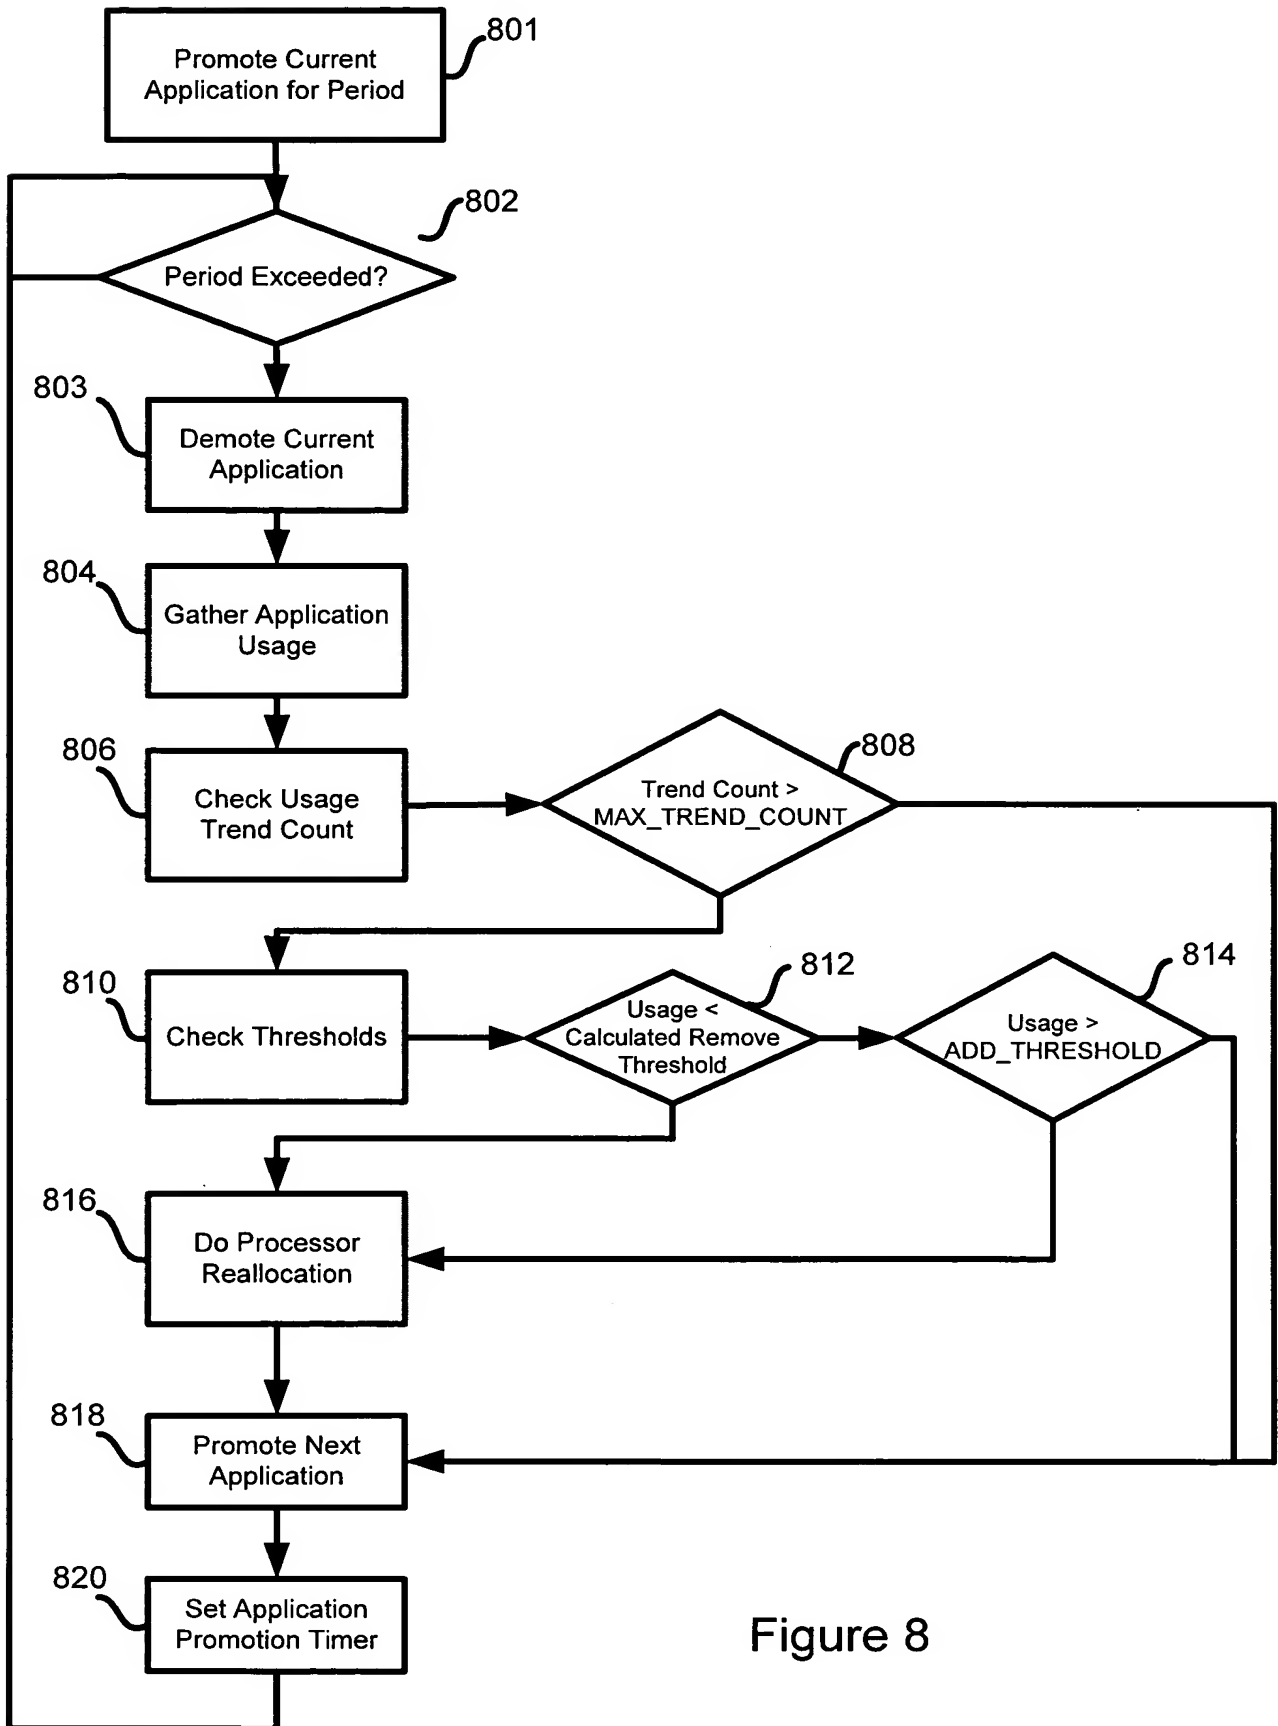 801
Promote Current
Application for Period
802
Period Exceeded?
803
Demote Current
Application
804
Gather Application
Usage
806
Check Usage
Trend Count
808
Trend Count >
MAX_TREND_COUNT
810
Check Thresholds
812
Usage <
Calculated Remove
Threshold
814
Usage >
ADD_THRESHOLD
816
Do Processor
Reallocation
818
Promote Next
Application
820
Set Application
Promotion Timer
Figure 8